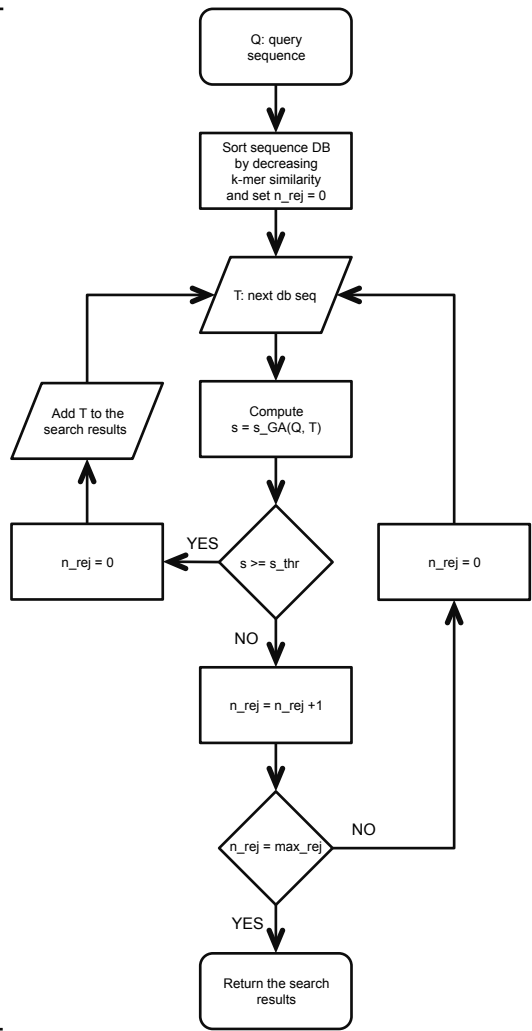 Q: query
sequence
Sort sequence DB
by decreasing
k-mer similarity
and set n_rej = 0
T: next db seq
Add T to the
search results
Compute
s = s_GA(Q, T)
YES
n_rej = 0
s >= s_thr
n_rej = 0
NO
n_rej = n_rej +1
n_rej = max_rej
NO
YES
Return the search
results